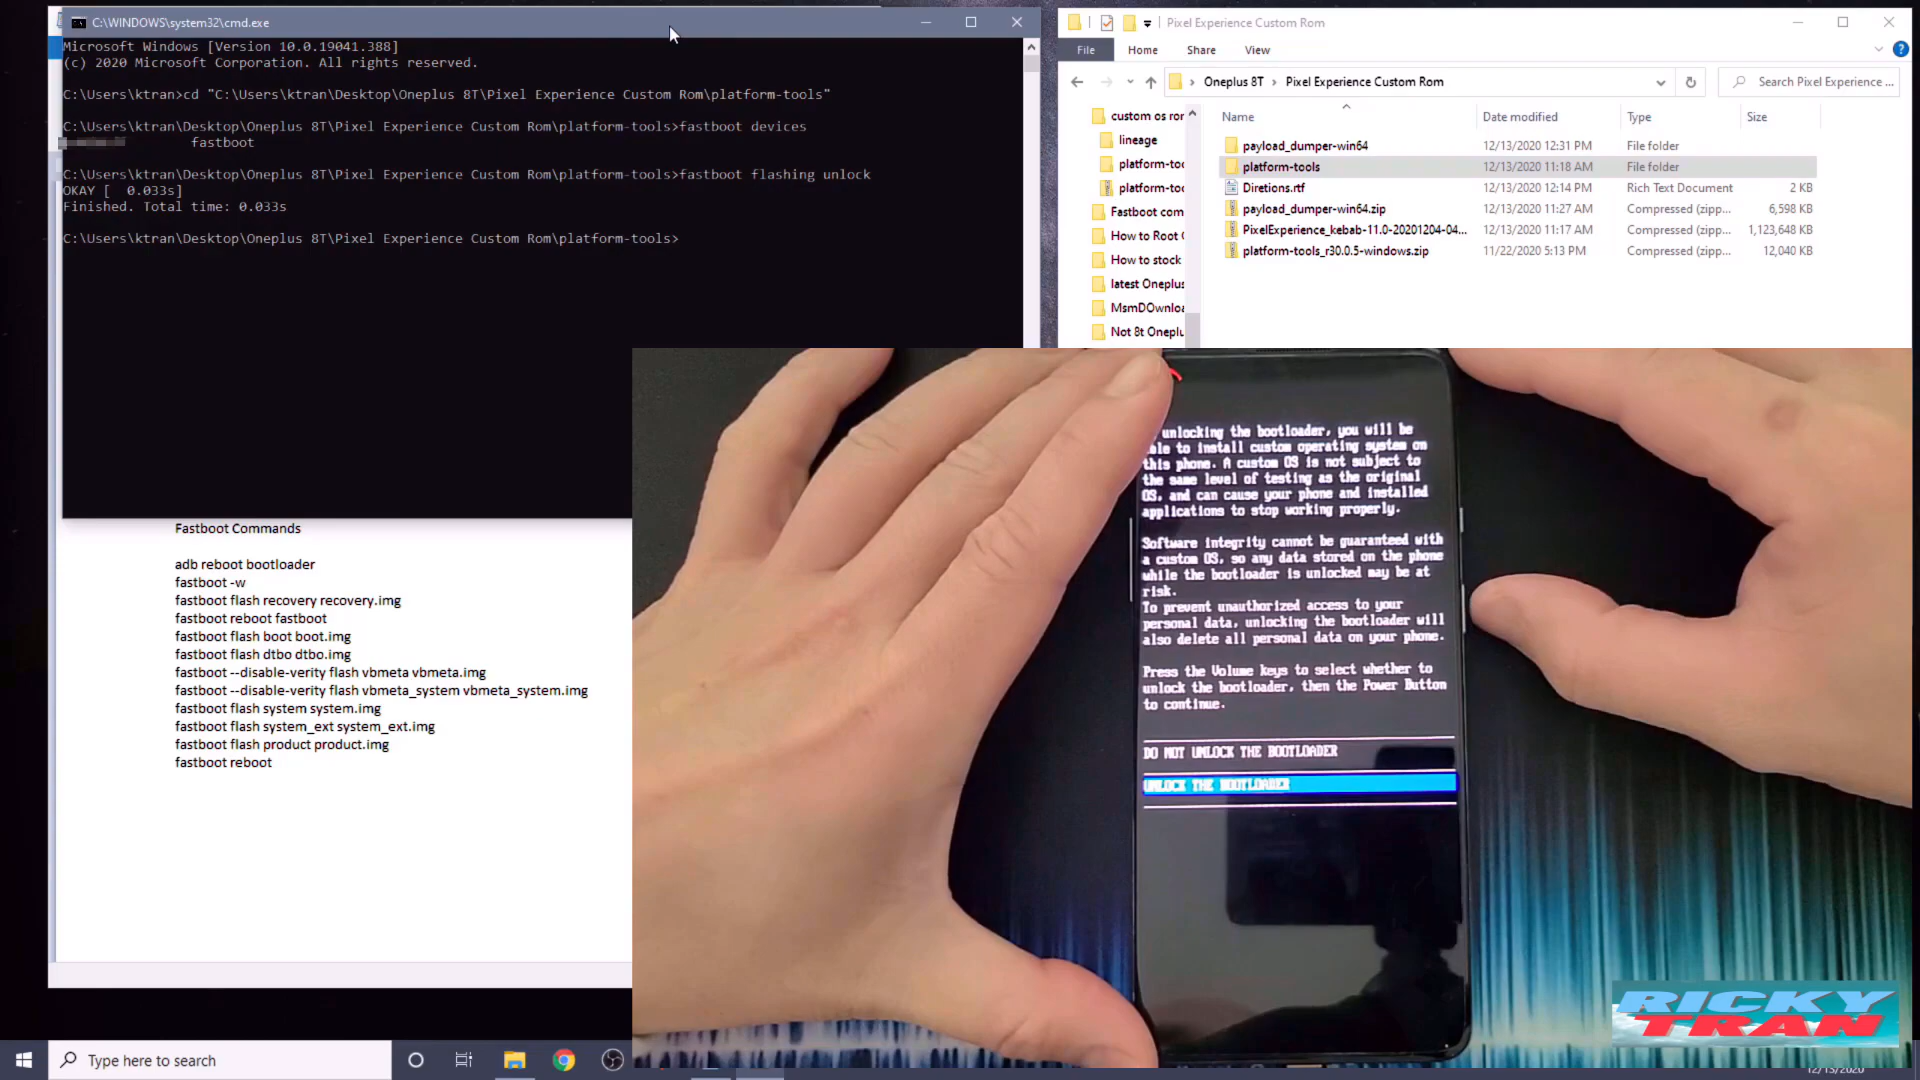 C:\WINDOWS\system32\cmd.exe
Microsoft Windows [Version 10.0.19041.388]
(c) 2020 Microsoft Corporation. All rights reserved.
C:\Users\ktran>cd "C:\Users\ktran\Desktop\Oneplus 8T\Pixel Experience Custom Rom\platform-tools"
C:\Users\ktran\Desktop\Oneplus 8T\Pixel Experience Custom Rom\platform-tools>fastboot devices
fastboot
C:\Users\ktran\Desktop\Oneplus 8T\Pixel Experience Custom Rom\platform-tools>fastboot flashing unlock
OKAY [  0.033s]
Finished. Total time: 0.033s
C:\Users\ktran\Desktop\Oneplus 8T\Pixel Experience Custom Rom\platform-tools>
Fastboot Commands
adb reboot bootloader
fastboot -w
fastboot flash recovery recovery.img
fastboot reboot fastboot
fastboot flash boot boot.img
fastboot flash dtbo dtbo.img
fastboot --disable-verity flash vbmeta vbmeta.img
fastboot --disable-verity flash vbmeta_system vbmeta_system.img
fastboot flash system system.img
fastboot flash system_ext system_ext.img
fastboot flash product product.img
fastboot reboot
Pixel Experience Custom Rom
File Home Share View
Oneplus 8T > Pixel Experience Custom Rom
Search Pixel Experience ...
custom os ror
lineage
platform-too
platform-too
Fastboot com
How to Root
How to stock
latest Oneplus
MsmDOwnloa
Not 8t Oneplu
Name Date modified Type Size
payload_dumper-win64 12/13/2020 12:31 PM File folder
platform-tools 12/13/2020 11:18 AM File folder
Diretions.rtf 12/13/2020 12:14 PM Rich Text Document 2 KB
payload_dumper-win64.zip 12/13/2020 11:27 AM Compressed (zipp... 6,598 KB
PixelExperience_kebab-11.0-20201204-04... 12/13/2020 11:17 AM Compressed (zipp... 1,123,648 KB
platform-tools_r30.0.5-windows.zip 11/22/2020 5:13 PM Compressed (zipp... 12,040 KB
unlocking the bootloader, you will be
able to install custom operating system on
this phone. A custom OS is not subject to
the same level of testing as the original
OS, and can cause your phone and installed
applications to stop working properly.
Software integrity cannot be guaranteed with
a custom OS, so any data stored on the phone
while the bootloader is unlocked may be at
risk.
To prevent unauthorized access to your
personal data, unlocking the bootloader will
also delete all personal data on your phone.
Press the Volume keys to select whether to
unlock the bootloader, then the Power Button
to continue.
DO NOT UNLOCK THE BOOTLOADER
UNLOCK THE BOOTLOADER
RICKY
TRAN
Type here to search
12/13/2020